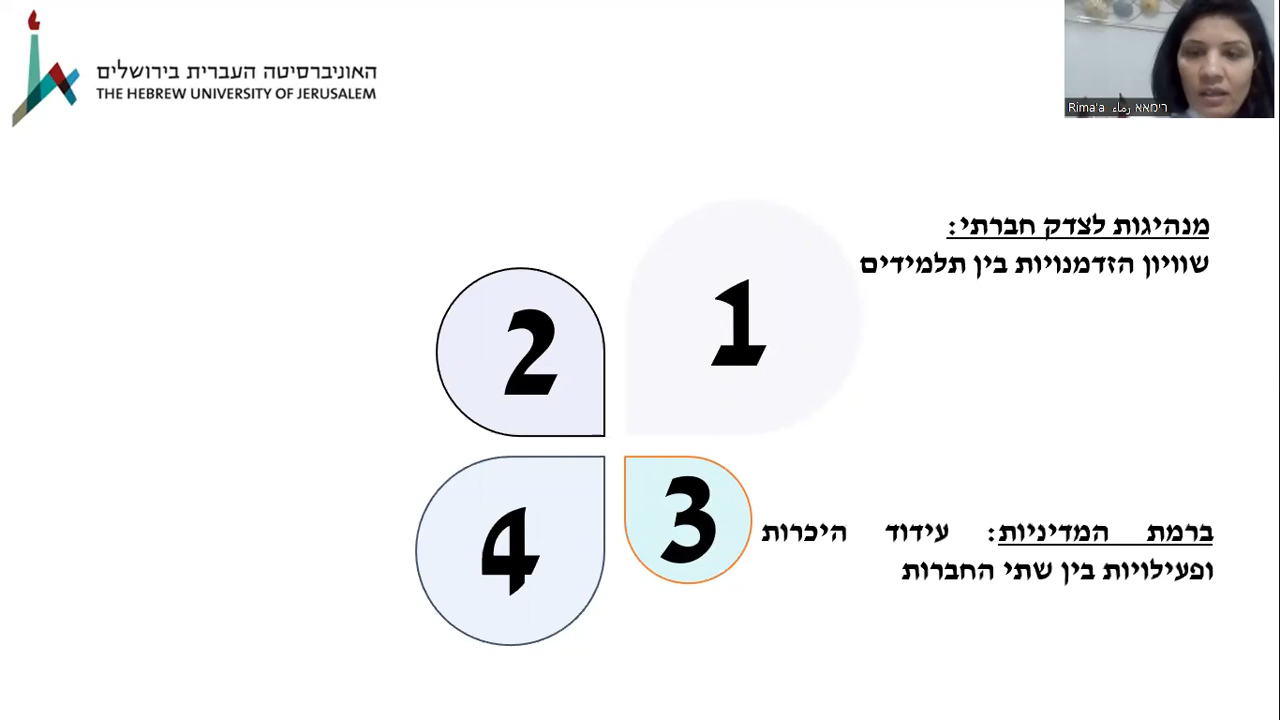 האוניברסיטה העברית בירושלים
THE HEBREW UNIVERSITY OF JERUSALEM
Rima'a רימאא رماء
מנהיגות לצדק חברתי:
שוויון הזדמנויות בין תלמידים
1
2
3
4
ברמת המדיניות: עידוד היכרות
ופעילויות בין שתי החברות